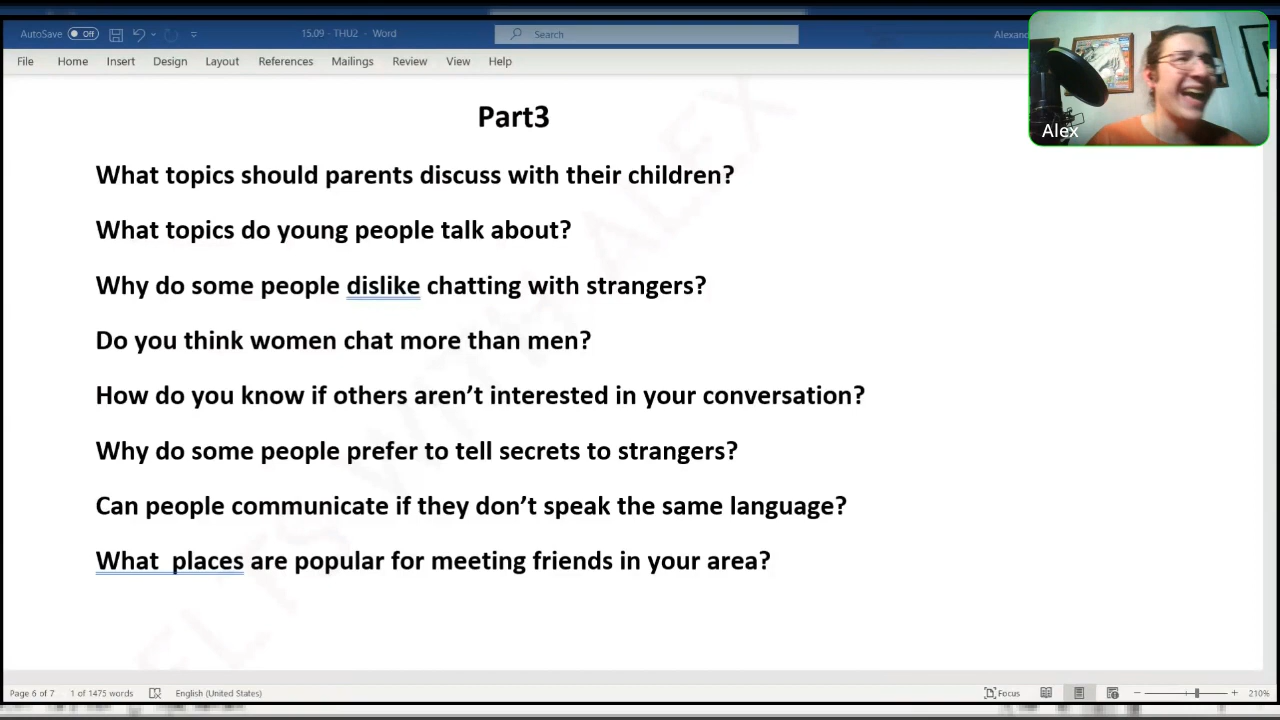 AutoSave Off 15.09 - THU2 - Word Search
File Home Insert Design Layout References Mailings Review View Help
Alex
Part3
What topics should parents discuss with their children?
What topics do young people talk about?
Why do some people dislike chatting with strangers?
Do you think women chat more than men?
How do you know if others aren't interested in your conversation?
Why do some people prefer to tell secrets to strangers?
Can people communicate if they don't speak the same language?
What  places are popular for meeting friends in your area?
Page 6 of 7 1 of 1475 words English (United States) Focus 210%